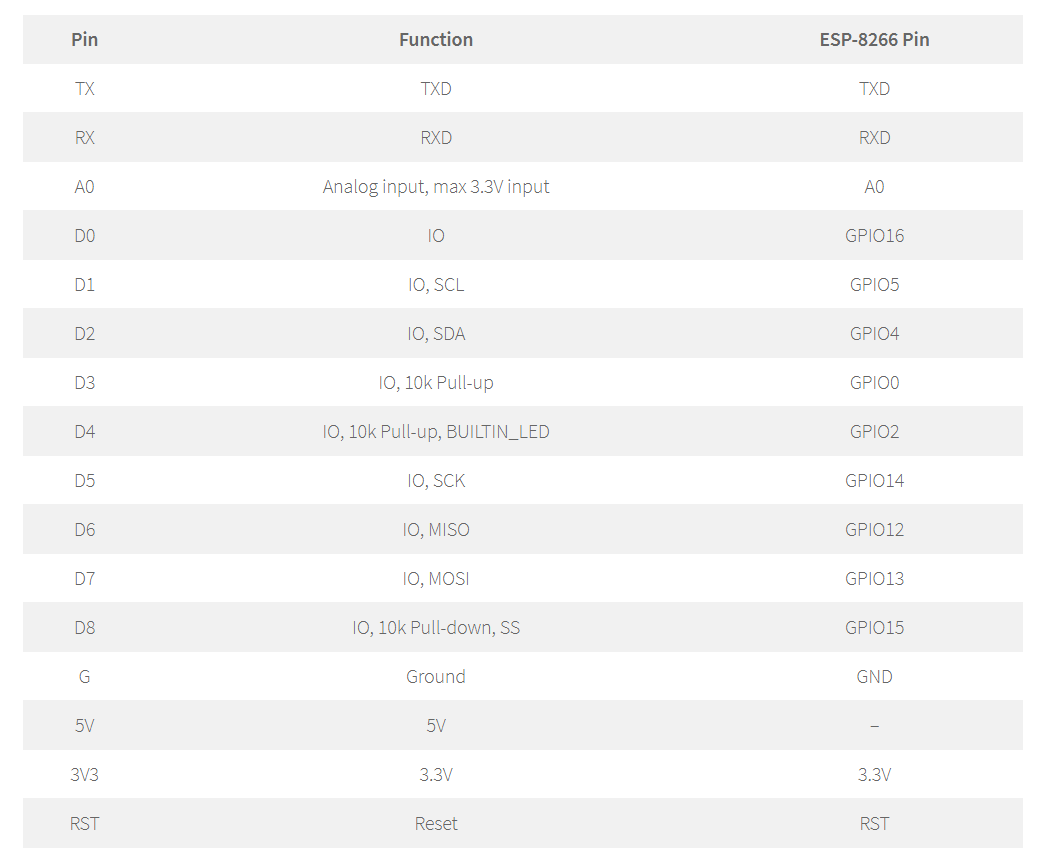 Pin Function ESP-8266 Pin
TX TXD TXD
RX RXD RXD
A0 Analog input, max 3.3V input A0
D0 IO GPIO16
D1 IO, SCL GPIO5
D2 IO, SDA GPIO4
D3 IO, 10k Pull-up GPIO0
D4 IO, 10k Pull-up, BUILTIN_LED GPIO2
D5 IO, SCK GPIO14
D6 IO, MISO GPIO12
D7 IO, MOSI GPIO13
D8 IO, 10k Pull-down, SS GPIO15
G Ground GND
5V 5V –
3V3 3.3V 3.3V
RST Reset RST